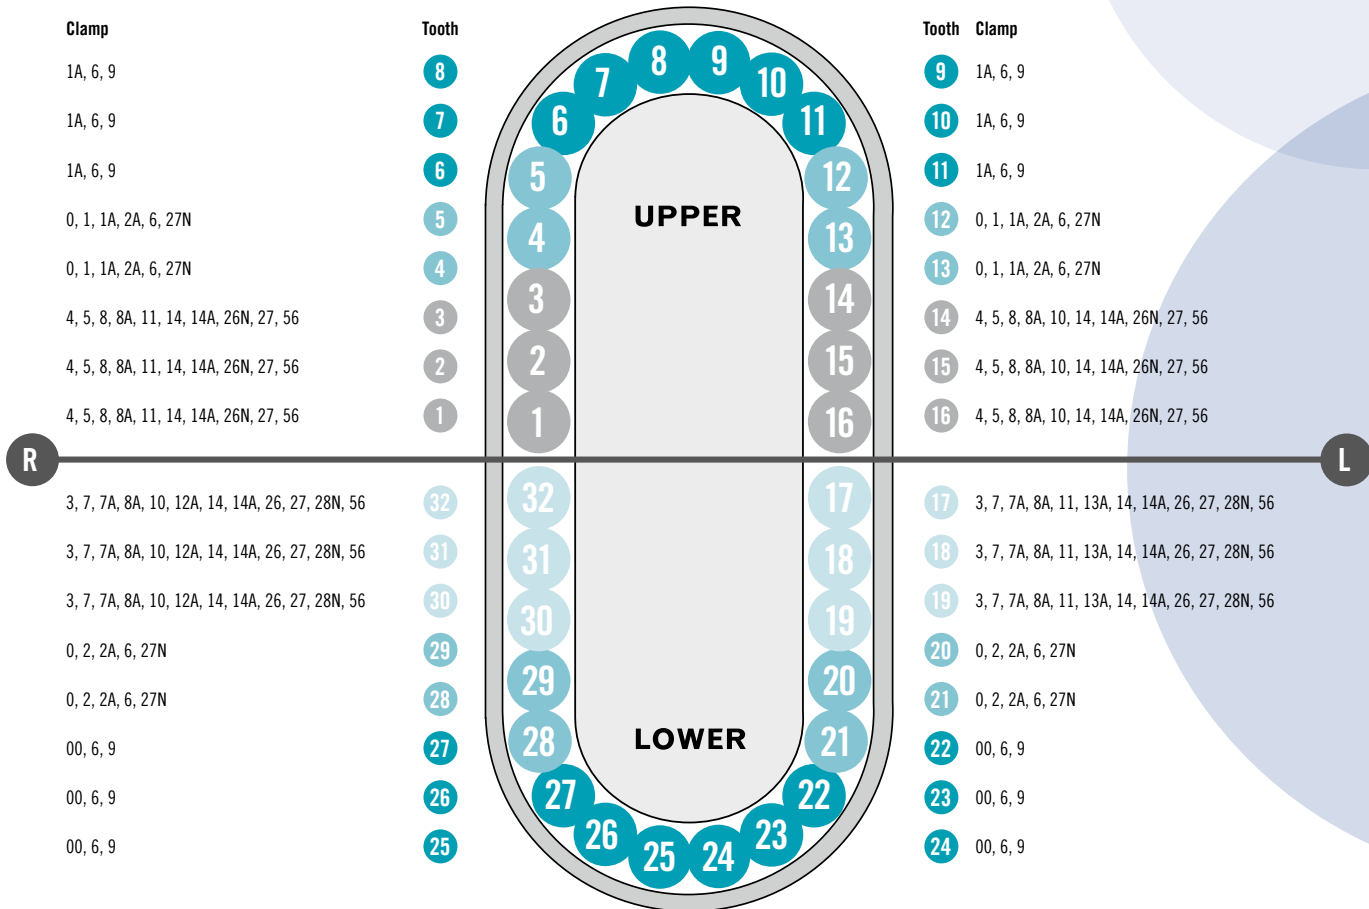 Clamp Tooth Tooth Clamp
1A, 6, 9 8 8 9 9 1A, 6, 9
1A, 6, 9 7 7 10 10 1A, 6, 9
1A, 6, 9 6 6 11 11 1A, 6, 9
0, 1, 1A, 2A, 6, 27N 5 5 12 12 0, 1, 1A, 2A, 6, 27N
UPPER
0, 1, 1A, 2A, 6, 27N 4 4 13 13 0, 1, 1A, 2A, 6, 27N
4, 5, 8, 8A, 11, 14, 14A, 26N, 27, 56 3 3 14 14 4, 5, 8, 8A, 10, 14, 14A, 26N, 27, 56
4, 5, 8, 8A, 11, 14, 14A, 26N, 27, 56 2 2 15 15 4, 5, 8, 8A, 10, 14, 14A, 26N, 27, 56
4, 5, 8, 8A, 11, 14, 14A, 26N, 27, 56 1 1 16 16 4, 5, 8, 8A, 10, 14, 14A, 26N, 27, 56
R L
3, 7, 7A, 8A, 10, 12A, 14, 14A, 26, 27, 28N, 56 32 32 17 17 3, 7, 7A, 8A, 11, 13A, 14, 14A, 26, 27, 28N, 56
3, 7, 7A, 8A, 10, 12A, 14, 14A, 26, 27, 28N, 56 31 31 18 18 3, 7, 7A, 8A, 11, 13A, 14, 14A, 26, 27, 28N, 56
3, 7, 7A, 8A, 10, 12A, 14, 14A, 26, 27, 28N, 56 30 30 19 19 3, 7, 7A, 8A, 11, 13A, 14, 14A, 26, 27, 28N, 56
0, 2, 2A, 6, 27N 29 29 20 20 0, 2, 2A, 6, 27N
0, 2, 2A, 6, 27N 28 28 21 21 0, 2, 2A, 6, 27N
LOWER
00, 6, 9 27 27 22 22 00, 6, 9
00, 6, 9 26 26 23 23 00, 6, 9
00, 6, 9 25 25 24 24 00, 6, 9